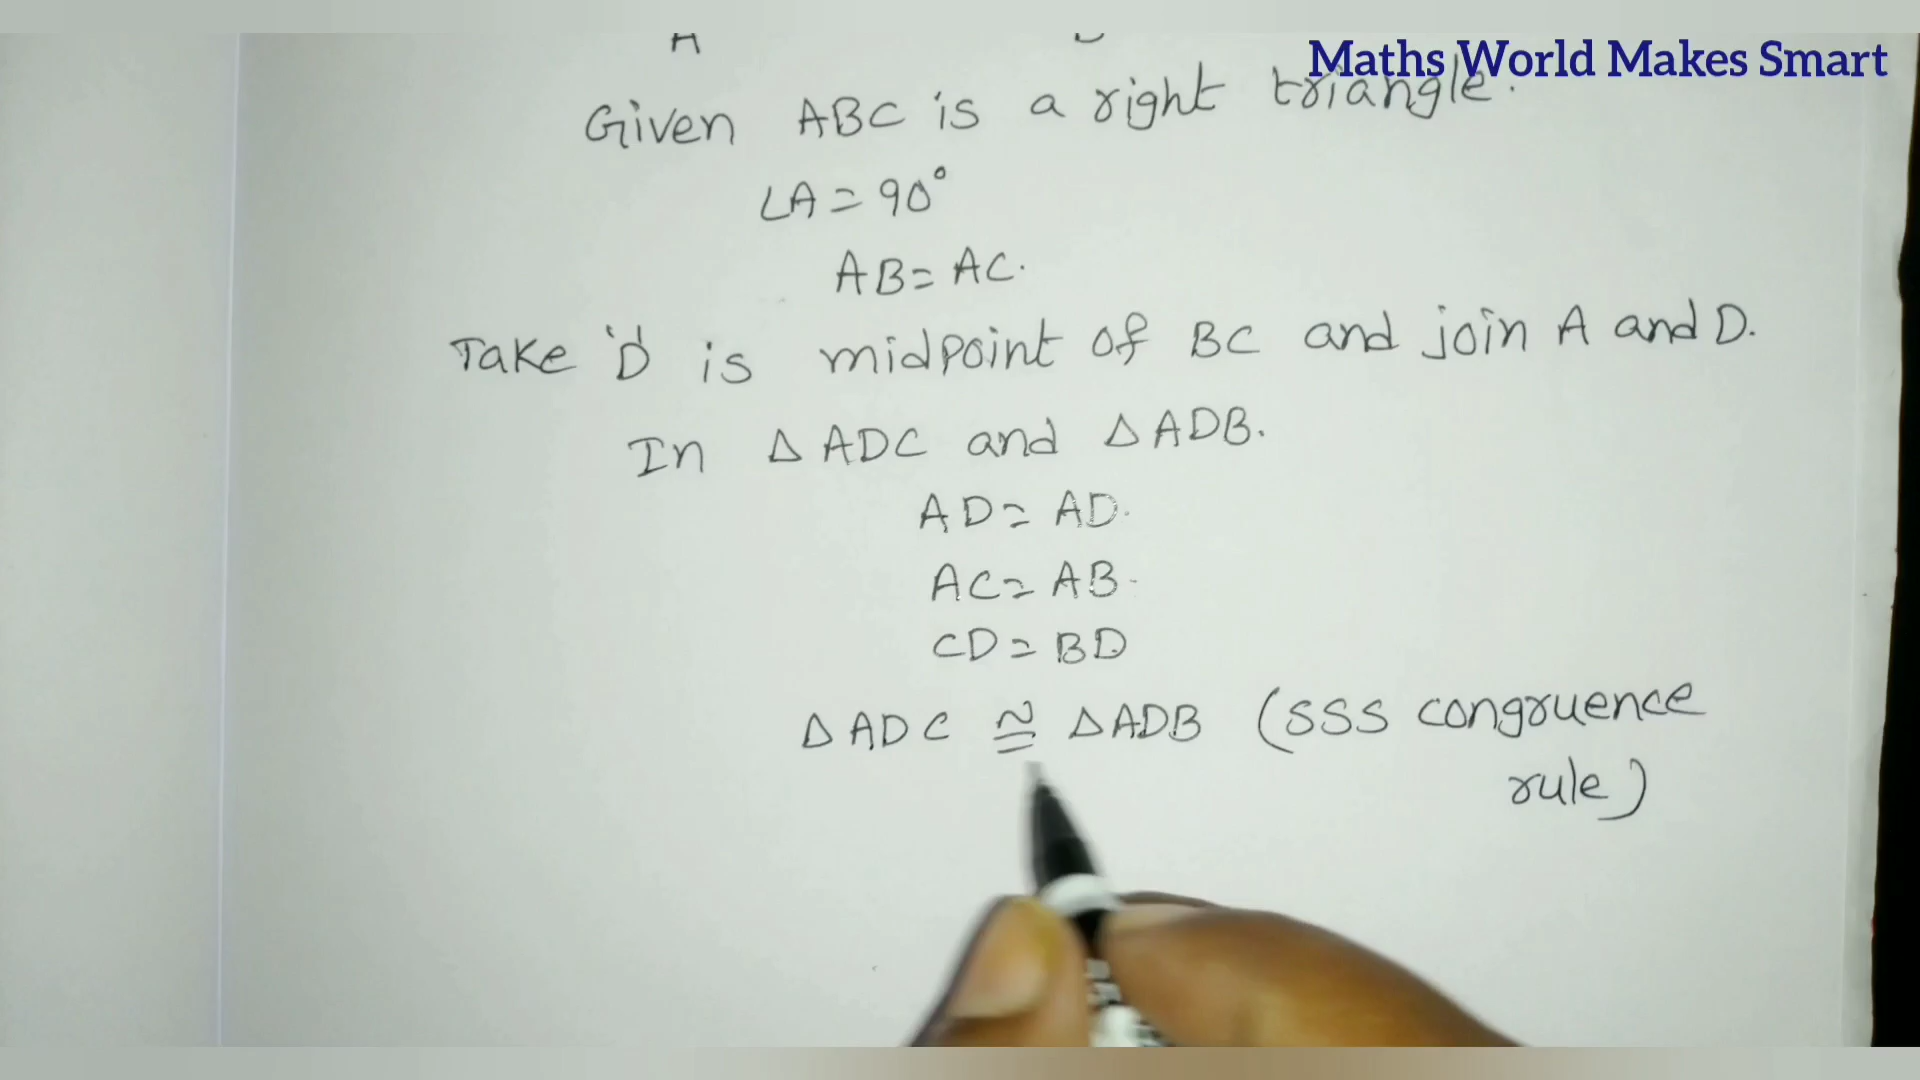 Maths World Makes Smart
A
Given ABC is a right triangle.
∠A = 90°
AB = AC.
Take 'D is midpoint of BC and join A and D.
In △ ADC and △ADB.
AD = AD.
AC = AB.
CD = BD
△ ADC ≅ △ADB (SSS congruence
rule)